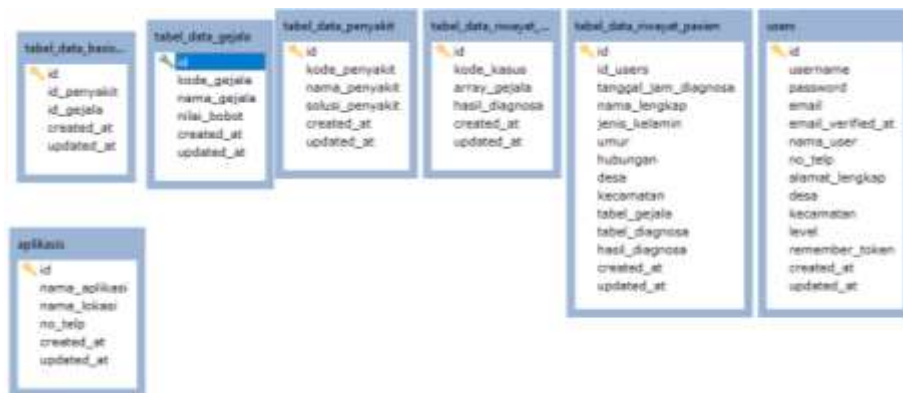 tabel_data_basis...
id
id_penyakit
id_gejala
created_at
updated_at
tabel_data_gejala
id
kode_gejala
nama_gejala
nilai_bobot
created_at
updated_at
tabel_data_penyakit
id
kode_penyakit
nama_penyakit
solusi_penyakit
created_at
updated_at
tabel_data_riwayat_...
id
kode_kasus
array_gejala
hasil_diagnosa
created_at
updated_at
tabel_data_riwayat_pasien
id
id_users
tanggal_jam_diagnosa
nama_lengkap
jenis_kelamin
umur
hubungan
desa
kecamatan
tabel_gejala
tabel_diagnosa
hasil_diagnosa
created_at
updated_at
users
id
username
password
email
email_verified_at
nama_user
no_telp
alamat_lengkap
desa
kecamatan
level
remember_token
created_at
updated_at
aplikasis
id
nama_aplikasi
nama_lokasi
no_telp
created_at
updated_at